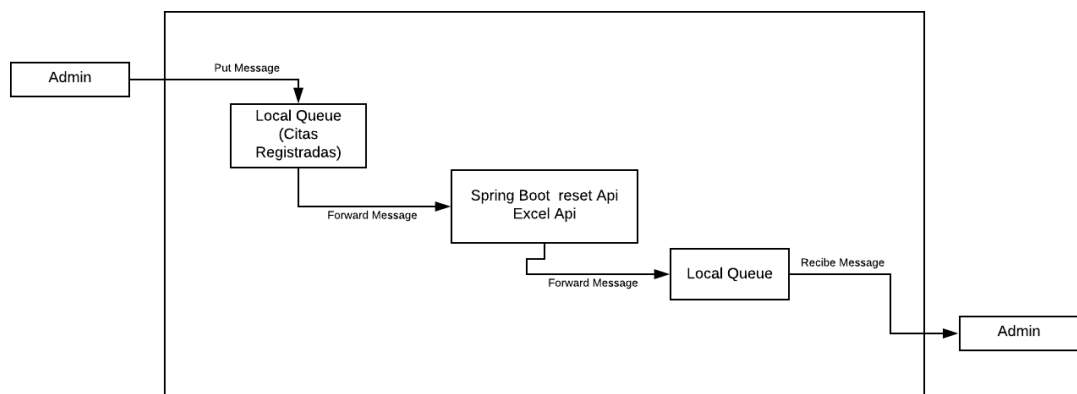 Admin
Put Message
Local Queue
(Citas
Registradas)
Forward Message
Spring Boot  reset Api
Excel Api
Forward Message
Local Queue
Recibe Message
Admin